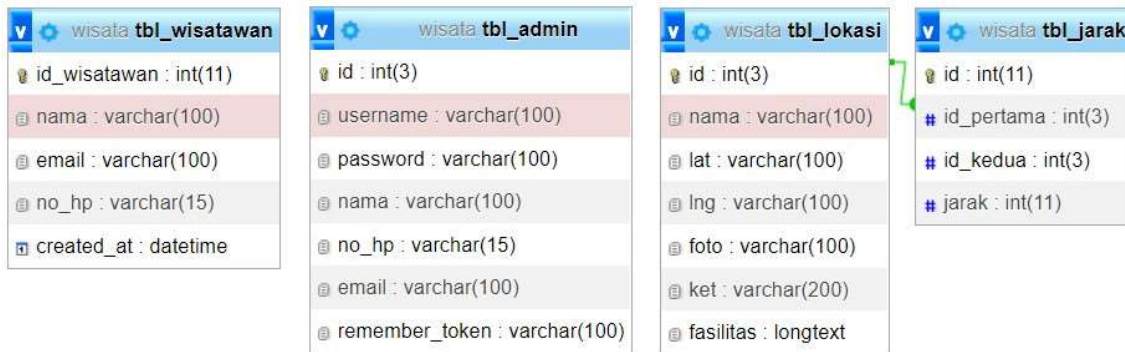 v wisata tbl_wisatawan
id_wisatawan : int(11)
nama : varchar(100)
email : varchar(100)
no_hp : varchar(15)
created_at : datetime
v wisata tbl_admin
id : int(3)
username : varchar(100)
password : varchar(100)
nama : varchar(100)
no_hp : varchar(15)
email : varchar(100)
remember_token : varchar(100)
v wisata tbl_lokasi
id : int(3)
nama : varchar(100)
lat : varchar(100)
lng : varchar(100)
foto : varchar(100)
ket : varchar(200)
fasilitas : longtext
v wisata tbl_jarak
id : int(11)
# id_pertama : int(3)
# id_kedua : int(3)
# jarak : int(11)